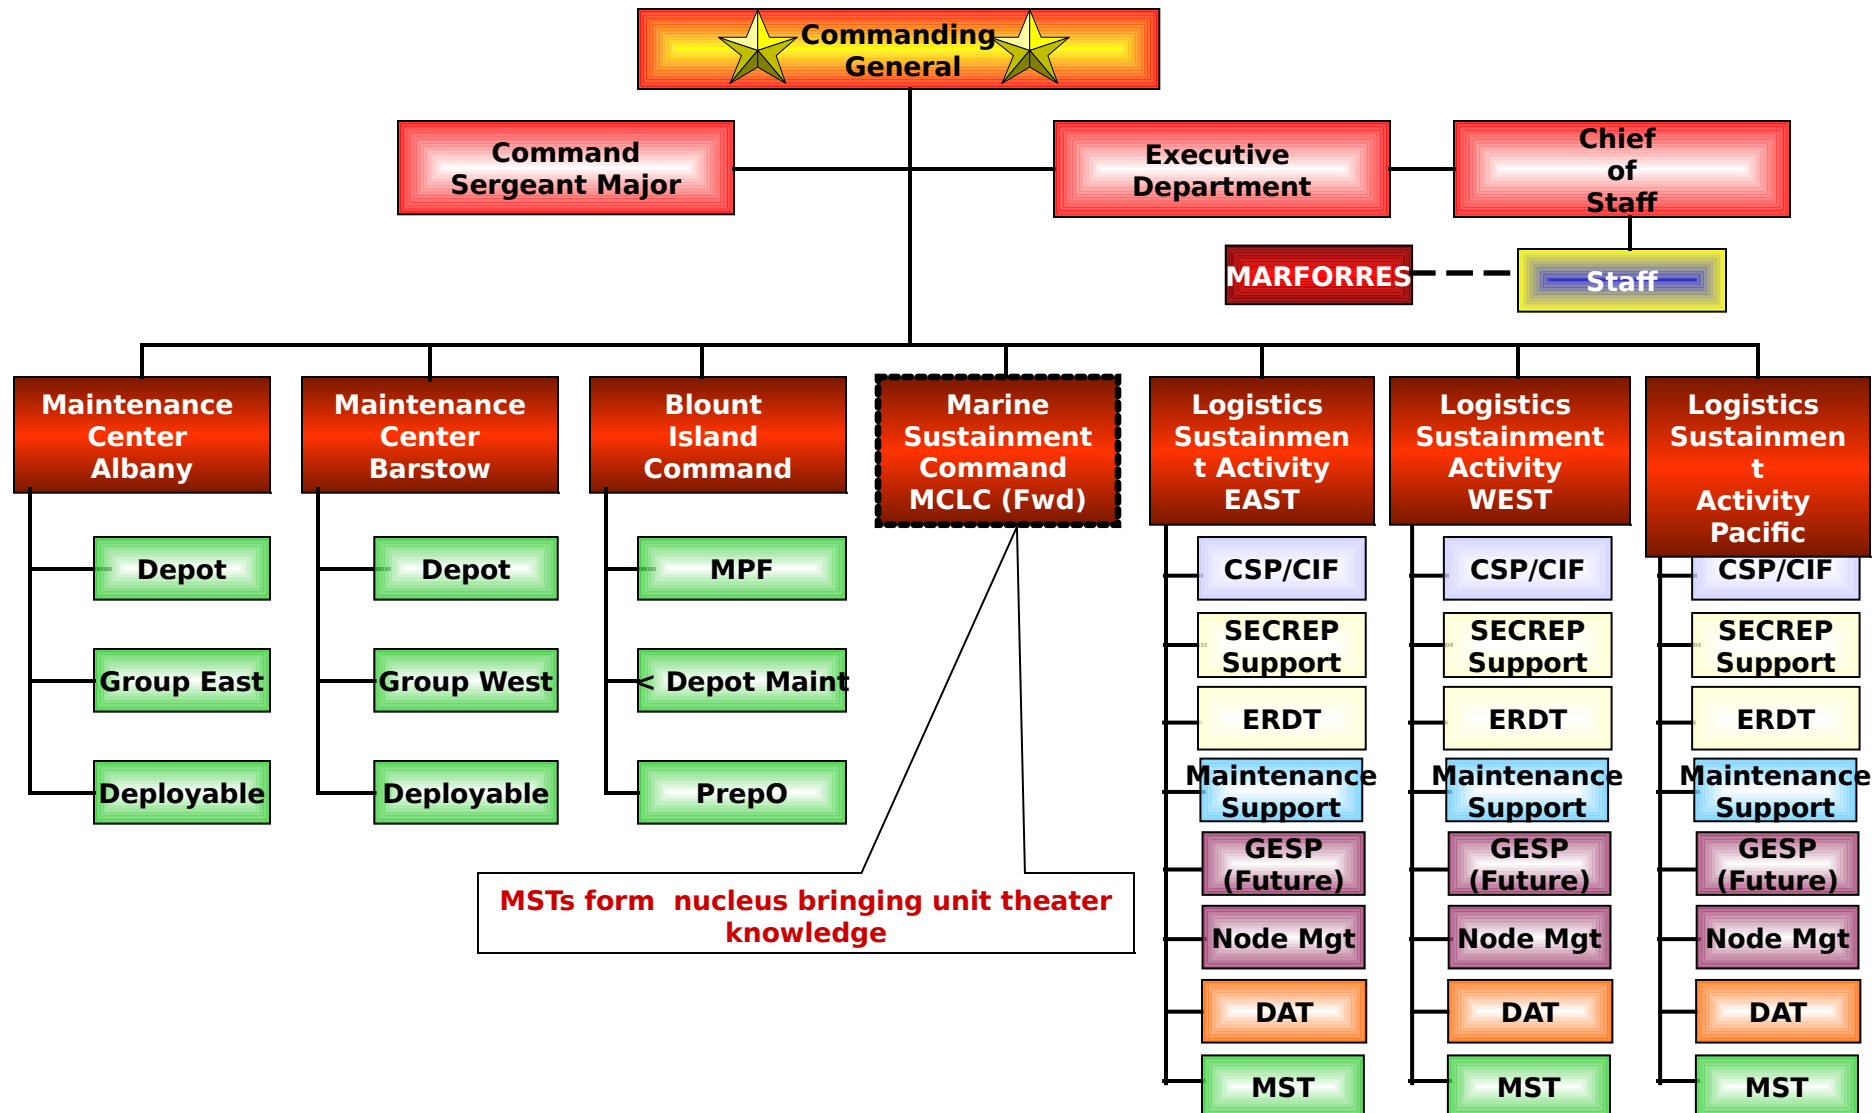 Commanding
General
Command
Sergeant Major
Executive
Department
Chief
of
Staff
MARFORRES
Staff
Maintenance
Center
Albany
Depot
Group East
Deployable
Maintenance
Center
Barstow
Depot
Group West
Deployable
Blount
Island
Command
MPF
< Depot Maint
PrepO
Marine
Sustainment
Command
MCLC (Fwd)
MSTs form  nucleus bringing unit theater
knowledge
Logistics
Sustainmen
t Activity
EAST
CSP/CIF
SECREP
Support
ERDT
Maintenance
Support
GESP
(Future)
Node Mgt
DAT
MST
Logistics
Sustainment
Activity
WEST
CSP/CIF
SECREP
Support
ERDT
Maintenance
Support
GESP
(Future)
Node Mgt
DAT
MST
Logistics
Sustainmen
t
Activity
Pacific
CSP/CIF
SECREP
Support
ERDT
Maintenance
Support
GESP
(Future)
Node Mgt
DAT
MST